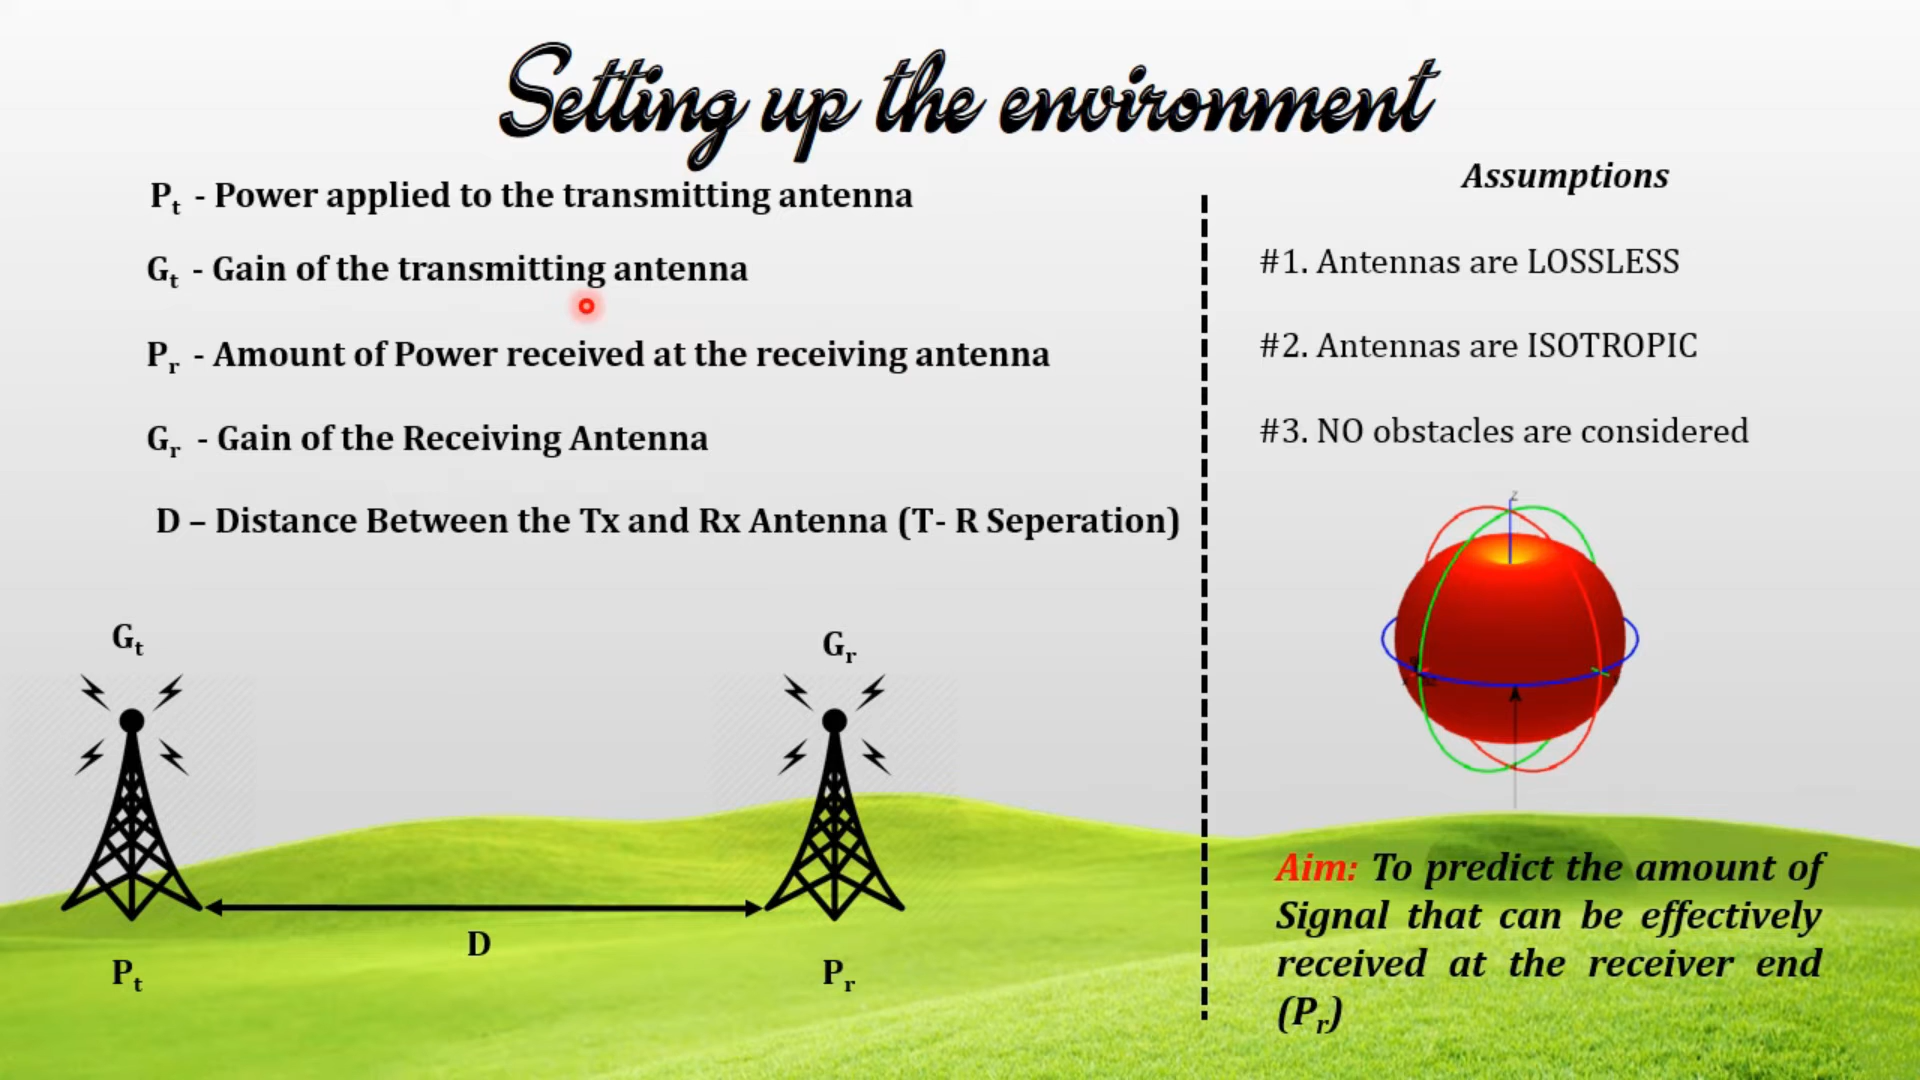 Setting up the environment
Pt - Power applied to the transmitting antenna
Gt - Gain of the transmitting antenna
Pr - Amount of Power received at the receiving antenna
Gr - Gain of the Receiving Antenna
D – Distance Between the Tx and Rx Antenna (T- R Seperation)
Gt
Gr
D
Pt
Pr
Assumptions
#1. Antennas are LOSSLESS
#2. Antennas are ISOTROPIC
#3. NO obstacles are considered
Z
Aim: To predict the amount of
Signal that can be effectively
received at the receiver end
(Pr)